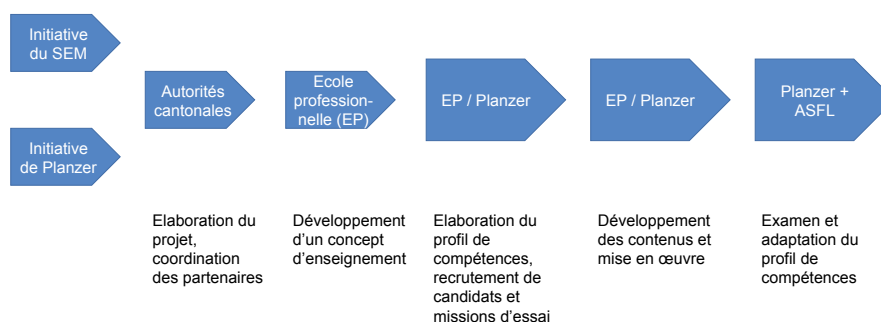 Initiative
du SEM
Initiative
de Planzer
Autorités
cantonales
Ecole
profession-
nelle (EP)
EP / Planzer
EP / Planzer
Planzer +
ASFL
Elaboration du
projet,
coordination
des partenaires
Développement
d'un concept
d'enseignement
Elaboration du
profil de
compétences,
recrutement de
candidats et
missions d'essai
Développement
des contenus et
mise en œuvre
Examen et
adaptation du
profil de
compétences